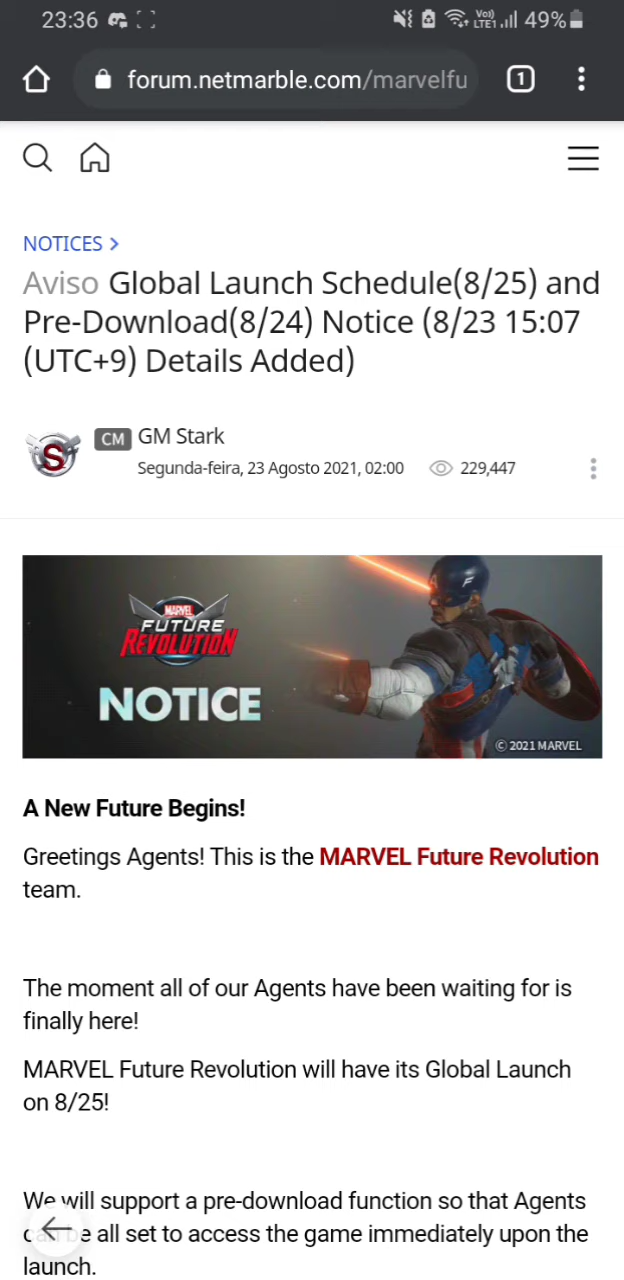 23:36 Vo)) LTE1 49%
forum.netmarble.com/marvelfu 1
NOTICES >
Aviso Global Launch Schedule(8/25) and
Pre-Download(8/24) Notice (8/23 15:07
(UTC+9) Details Added)
S CM GM Stark
Segunda-feira, 23 Agosto 2021, 02:00 229,447
MARVEL
FUTURE
REVOLUTION
NOTICE
© 2021 MARVEL
A New Future Begins!
Greetings Agents! This is the MARVEL Future Revolution
team.
The moment all of our Agents have been waiting for is
finally here!
MARVEL Future Revolution will have its Global Launch
on 8/25!
We will support a pre-download function so that Agents
can be all set to access the game immediately upon the
launch.